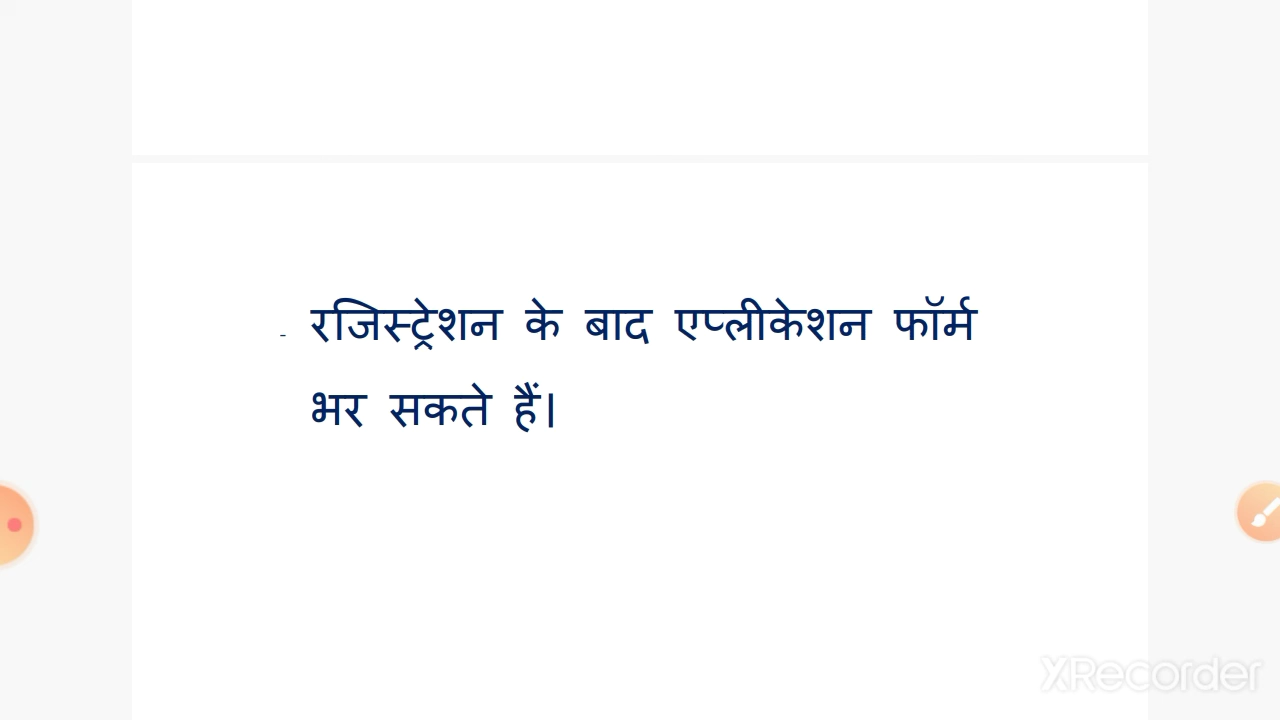 - रजिस्ट्रेशन के बाद एप्लीकेशन फॉर्म
भर सकते हैं।
XRecorder